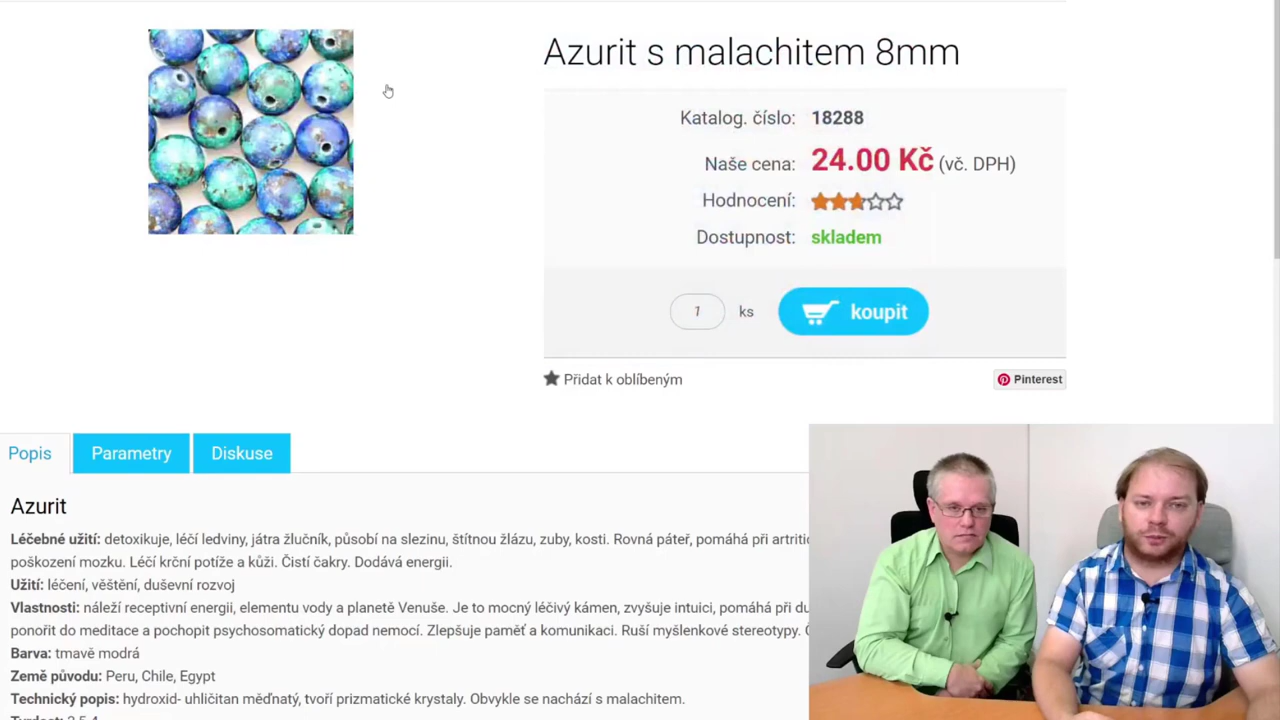 Azurit s malachitem 8mm
Katalog. číslo: 18288
Naše cena: 24.00 Kč (vč. DPH)
Hodnocení:
Dostupnost: skladem
1 ks koupit
Přidat k oblíbeným
Pinterest
Popis Parametry Diskuse
Azurit
Léčebné užití: detoxikuje, léčí ledviny, játra žlučník, působí na slezinu, štítnou žlázu, zuby, kosti. Rovná páteř, pomáhá při artritic
poškození mozku. Léčí krční potíže a kůži. Čistí čakry. Dodává energii.
Užití: léčení, věštění, duševní rozvoj
Vlastnosti: náleží receptivní energii, elementu vody a planetě Venuše. Je to mocný léčivý kámen, zvyšuje intuici, pomáhá při du
ponořit do meditace a pochopit psychosomatický dopad nemocí. Zlepšuje paměť a komunikaci. Ruší myšlenkové stereotypy.
Barva: tmavě modrá
Země původu: Peru, Chile, Egypt
Technický popis: hydroxid- uhličitan měďnatý, tvoří prizmatické krystaly. Obvykle se nachází s malachitem.